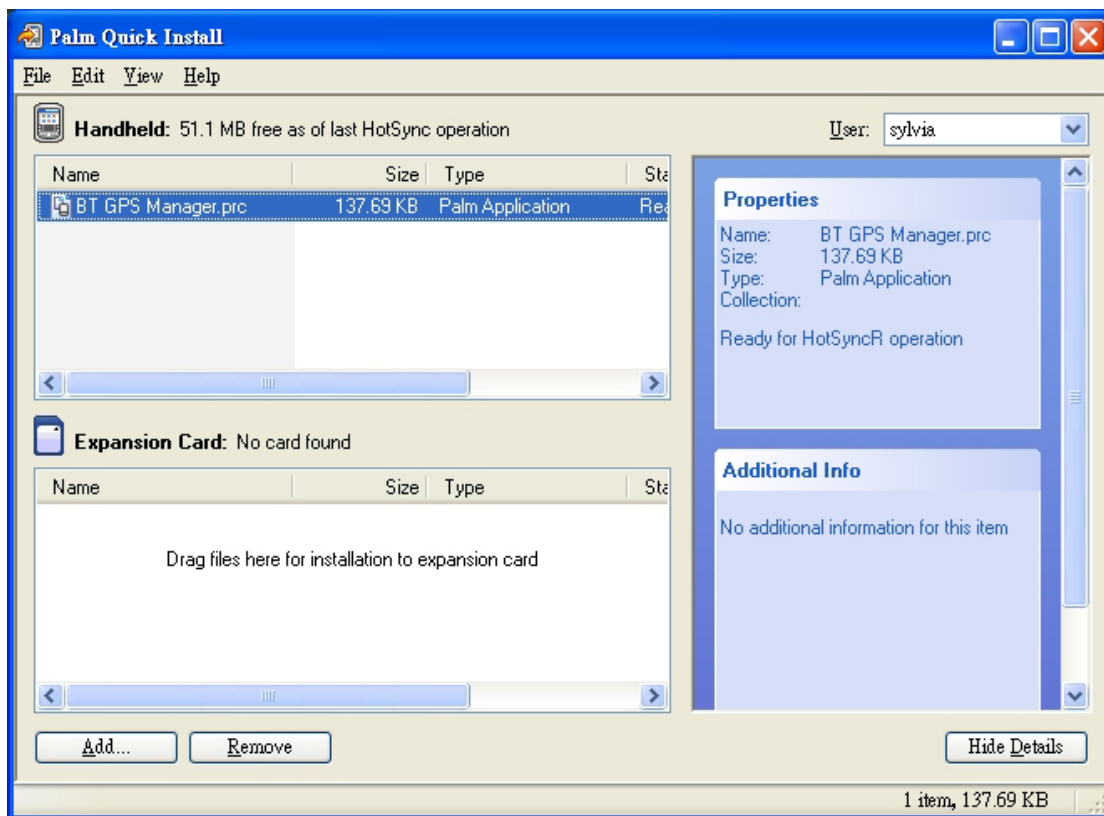 Palm Quick Install
File Edit View Help
Handheld: 51.1 MB free as of last HotSync operation
User: sylvia
Name Size Type Sta
BT GPS Manager.prc 137.69 KB Palm Application Rea
Properties
Name: BT GPS Manager.prc
Size: 137.69 KB
Type: Palm Application
Collection:
Ready for HotSyncR operation
Expansion Card: No card found
Name Size Type Sta
Drag files here for installation to expansion card
Additional Info
No additional information for this item
Add... Remove
Hide Details
1 item, 137.69 KB